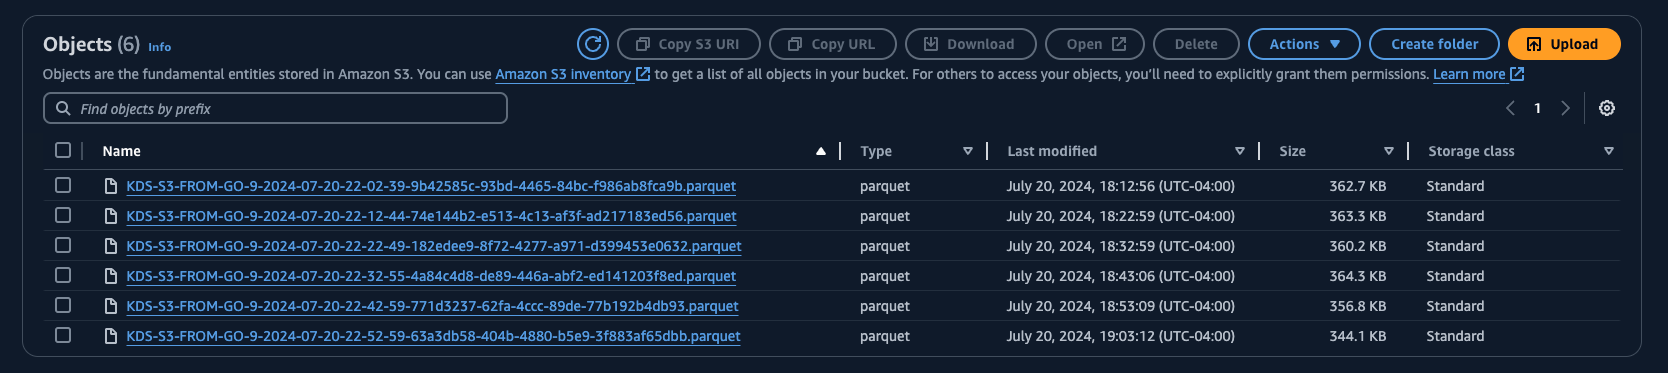 Objects (6) Info Copy S3 URI Copy URL Download Open Delete Actions Create folder Upload
Objects are the fundamental entities stored in Amazon S3. You can use Amazon S3 inventory to get a list of all objects in your bucket. For others to access your objects, you'll need to explicitly grant them permissions. Learn more
Find objects by prefix 1
Name Type Last modified Size Storage class
KDS-S3-FROM-GO-9-2024-07-20-22-02-39-9b42585c-93bd-4465-84bc-f986ab8fca9b.parquet parquet July 20, 2024, 18:12:56 (UTC-04:00) 362.7 KB Standard
KDS-S3-FROM-GO-9-2024-07-20-22-12-44-74e144b2-e513-4c13-af3f-ad217183ed56.parquet parquet July 20, 2024, 18:22:59 (UTC-04:00) 363.3 KB Standard
KDS-S3-FROM-GO-9-2024-07-20-22-22-49-182edee9-8f72-4277-a971-d399453e0632.parquet parquet July 20, 2024, 18:32:59 (UTC-04:00) 360.2 KB Standard
KDS-S3-FROM-GO-9-2024-07-20-22-32-55-4a84c4d8-de89-446a-abf2-ed141203f8ed.parquet parquet July 20, 2024, 18:43:06 (UTC-04:00) 364.3 KB Standard
KDS-S3-FROM-GO-9-2024-07-20-22-42-59-771d3237-62fa-4ccc-89de-77b192b4db93.parquet parquet July 20, 2024, 18:53:09 (UTC-04:00) 356.8 KB Standard
KDS-S3-FROM-GO-9-2024-07-20-22-52-59-63a3db58-404b-4880-b5e9-3f883af65dbb.parquet parquet July 20, 2024, 19:03:12 (UTC-04:00) 344.1 KB Standard